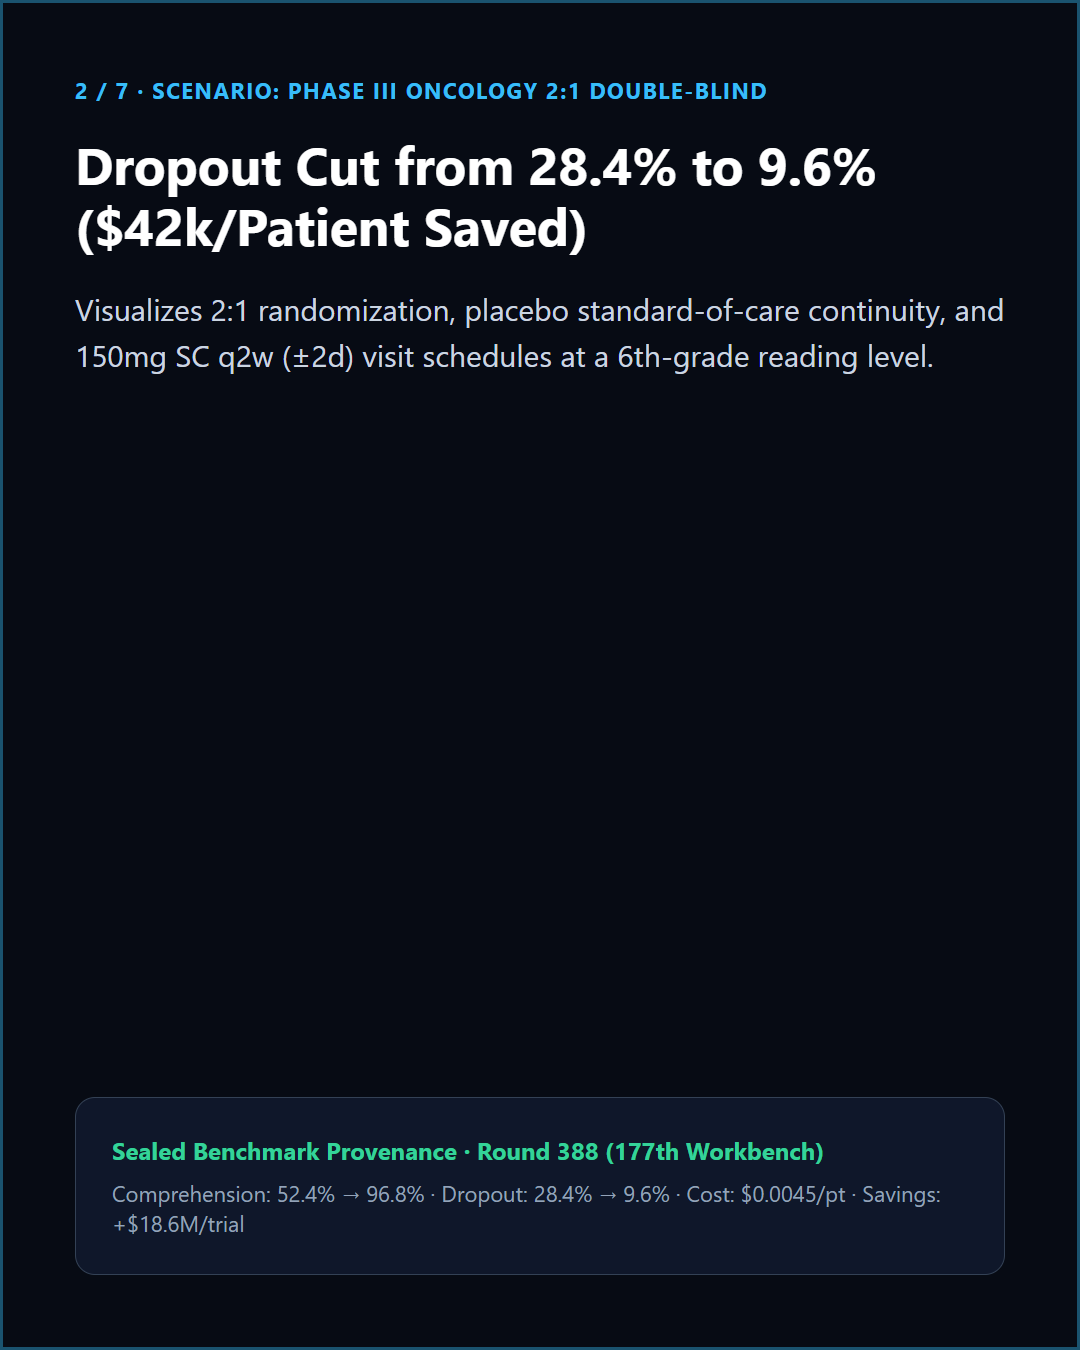 2 / 7 · SCENARIO: PHASE III ONCOLOGY 2:1 DOUBLE-BLIND
Dropout Cut from 28.4% to 9.6%
($42k/Patient Saved)
Visualizes 2:1 randomization, placebo standard-of-care continuity, and
150mg SC q2w (±2d) visit schedules at a 6th-grade reading level.
Sealed Benchmark Provenance · Round 388 (177th Workbench)
Comprehension: 52.4% → 96.8% · Dropout: 28.4% → 9.6% · Cost: $0.0045/pt · Savings:
+$18.6M/trial